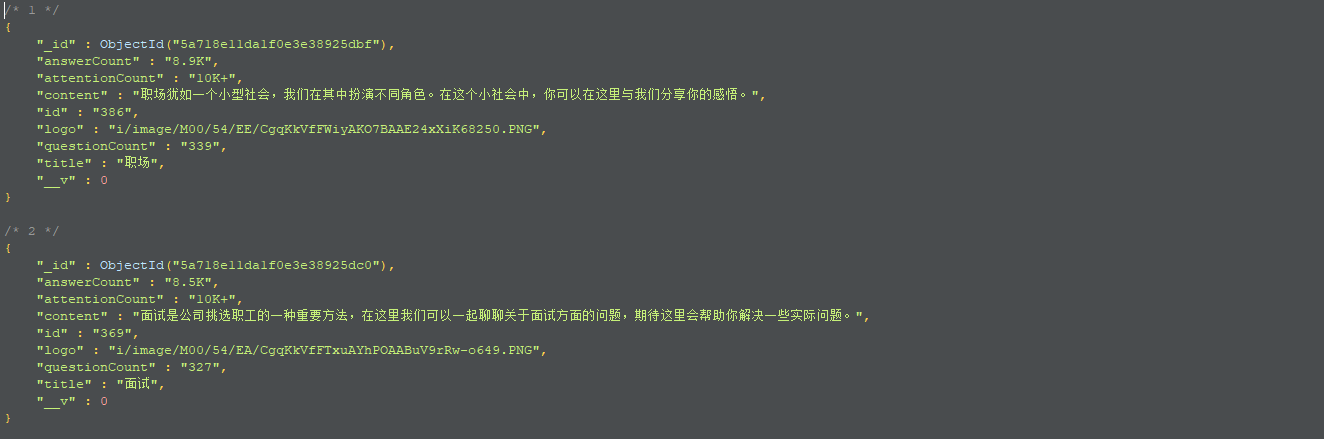 /* 1 */
{
"_id" : ObjectId("5a718e11da1f0e3e38925dbf"),
"answerCount" : "8.9K",
"attentionCount" : "10K+",
"content" : "职场犹如一个小型社会，我们在其中扮演不同角色。在这个小社会中，你可以在这里与我们分享你的感悟。",
"id" : "386",
"logo" : "i/image/M00/54/EE/CgqKkVfFWiyAKO7BAAE24xXiK68250.PNG",
"questionCount" : "339",
"title" : "职场",
"__v" : 0
}
/* 2 */
{
"_id" : ObjectId("5a718e11da1f0e3e38925dc0"),
"answerCount" : "8.5K",
"attentionCount" : "10K+",
"content" : "面试是公司挑选职工的一种重要方法，在这里我们可以一起聊聊关于面试方面的问题，期待这里会帮助你解决一些实际问题。",
"id" : "369",
"logo" : "i/image/M00/54/EA/CgqKkVfFTxuAYhPOAABuV9rRw-o649.PNG",
"questionCount" : "327",
"title" : "面试",
"__v" : 0
}